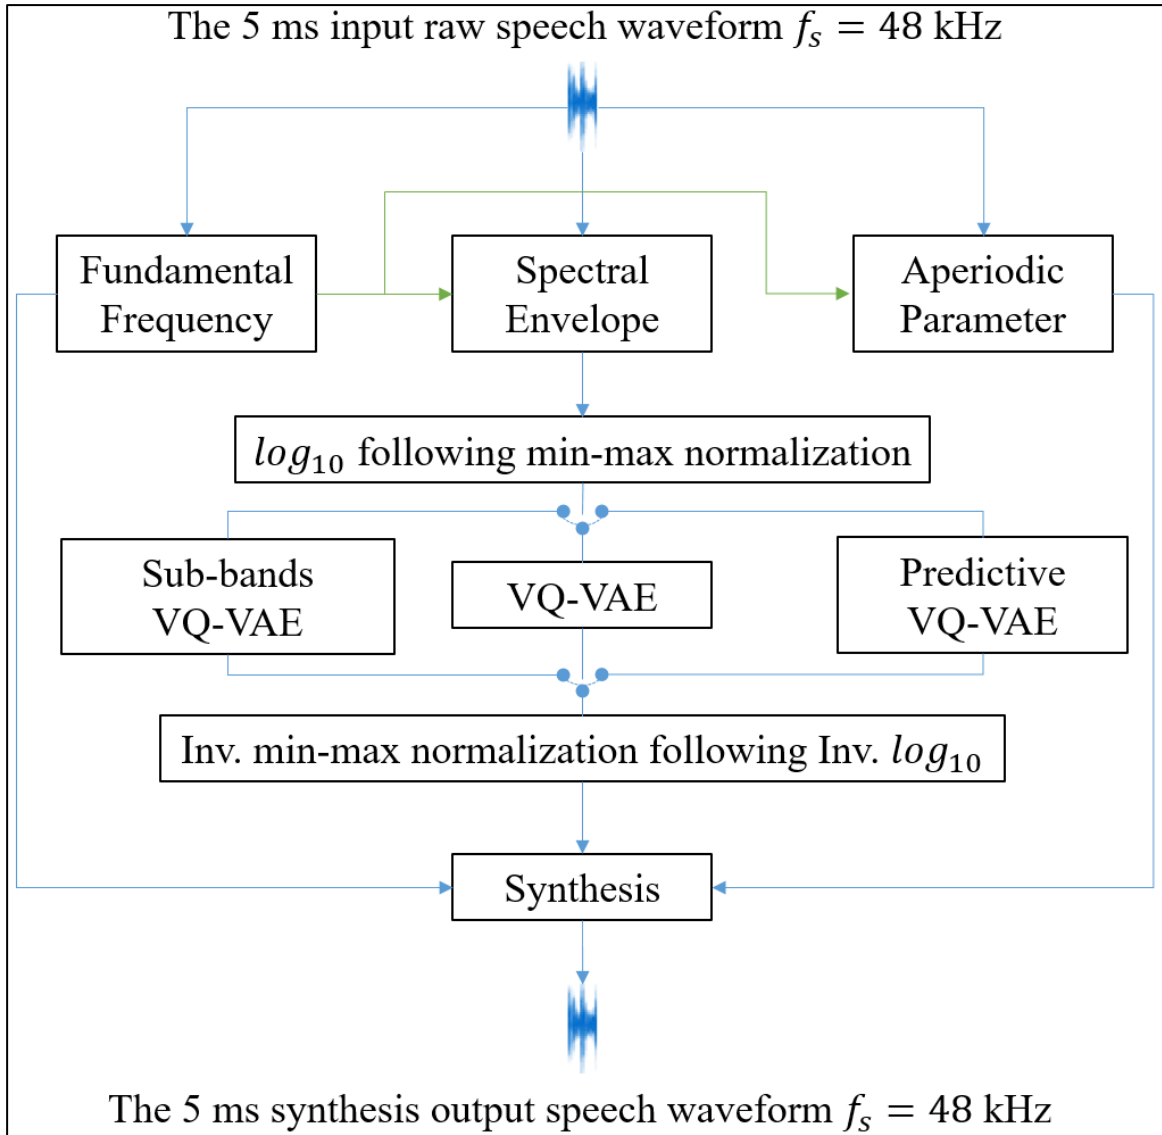 The 5 ms input raw speech waveform 𝑓ₛ = 48 kHz
Fundamental
Frequency
Spectral
Envelope
Aperiodic
Parameter
𝑙𝑜𝑔₁₀ following min-max normalization
Sub-bands
VQ-VAE
VQ-VAE
Predictive
VQ-VAE
Inv. min-max normalization following Inv. 𝑙𝑜𝑔₁₀
Synthesis
The 5 ms synthesis output speech waveform 𝑓ₛ = 48 kHz